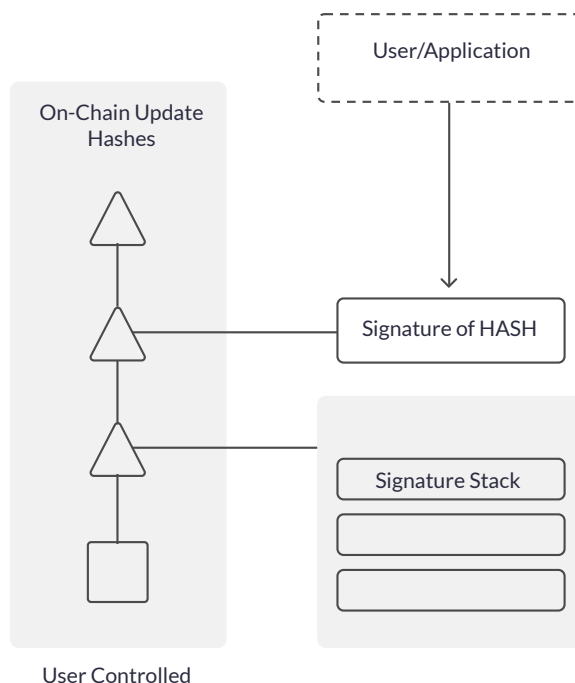 User/Application
On-Chain Update
Hashes
Signature of HASH
Signature Stack
User Controlled